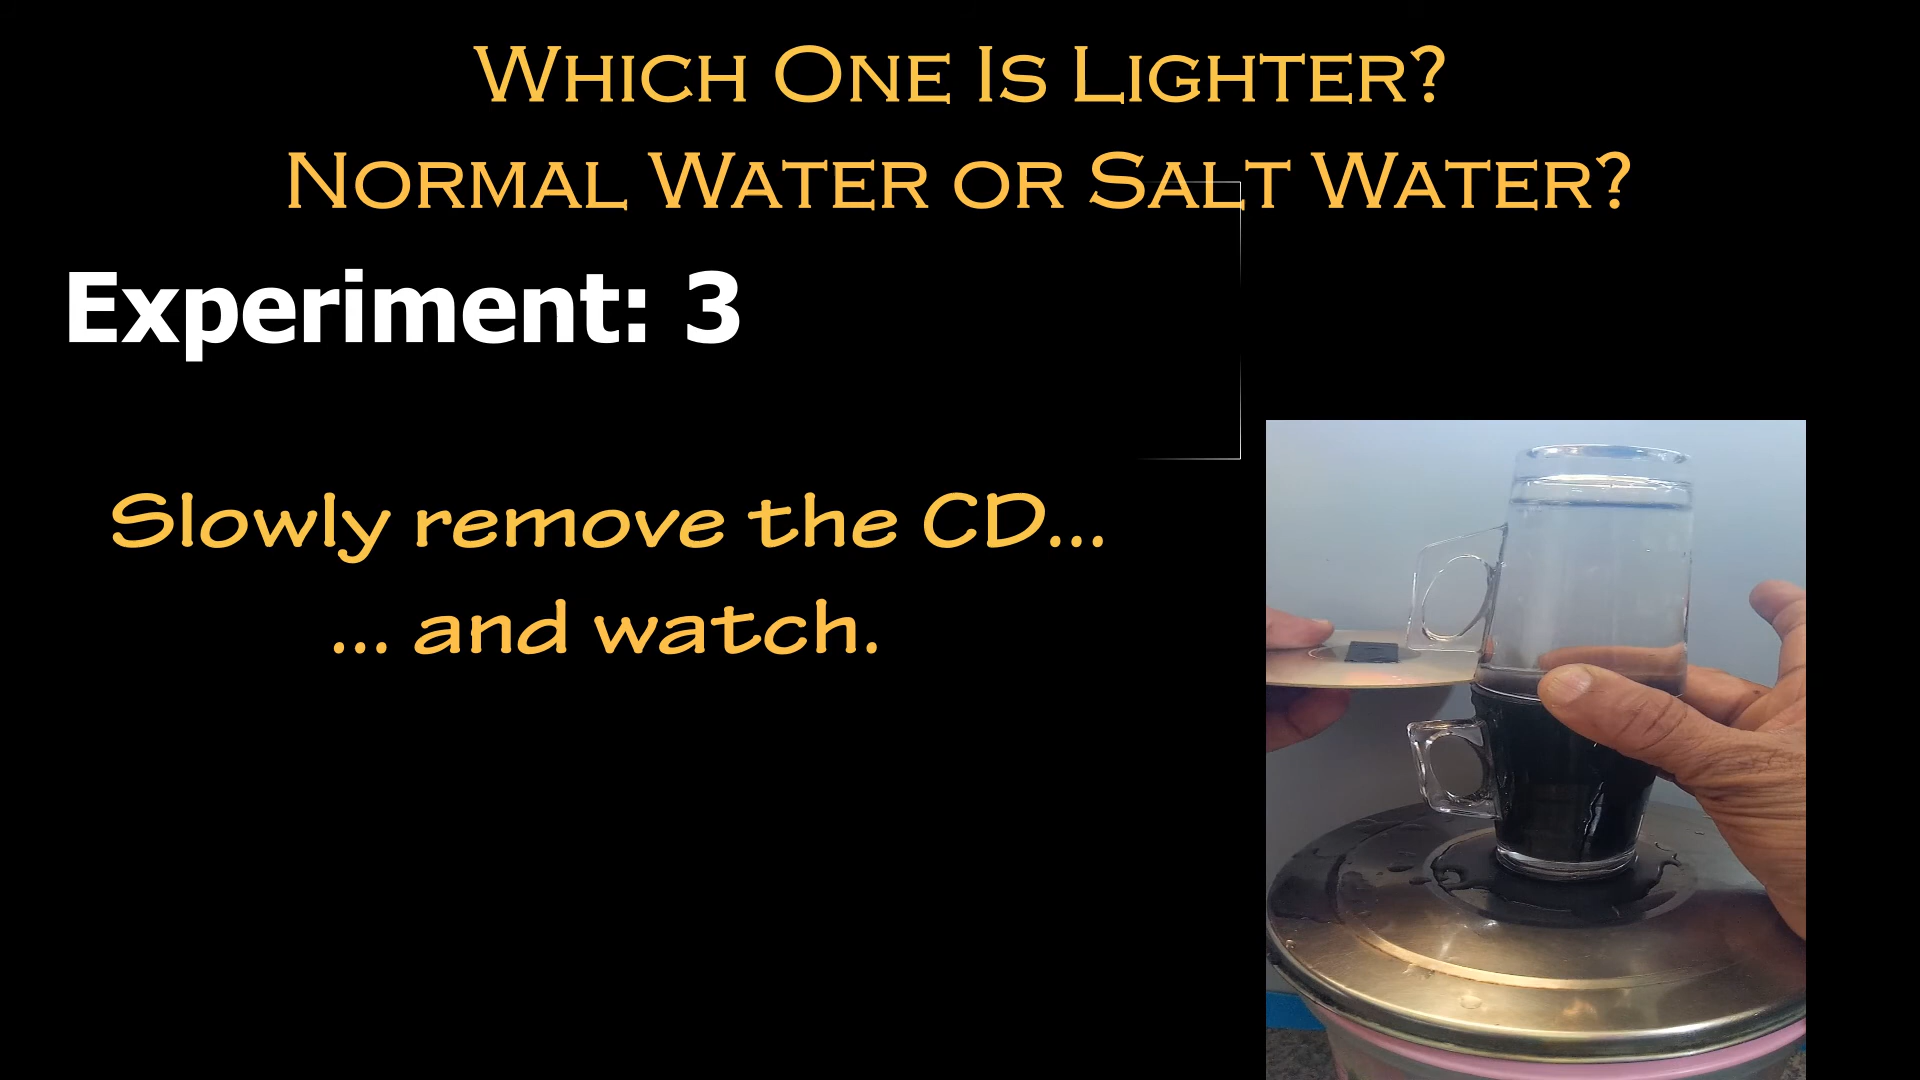 Which One Is Lighter?
Normal Water or Salt Water?
Experiment: 3
Slowly remove the CD...
... and watch.